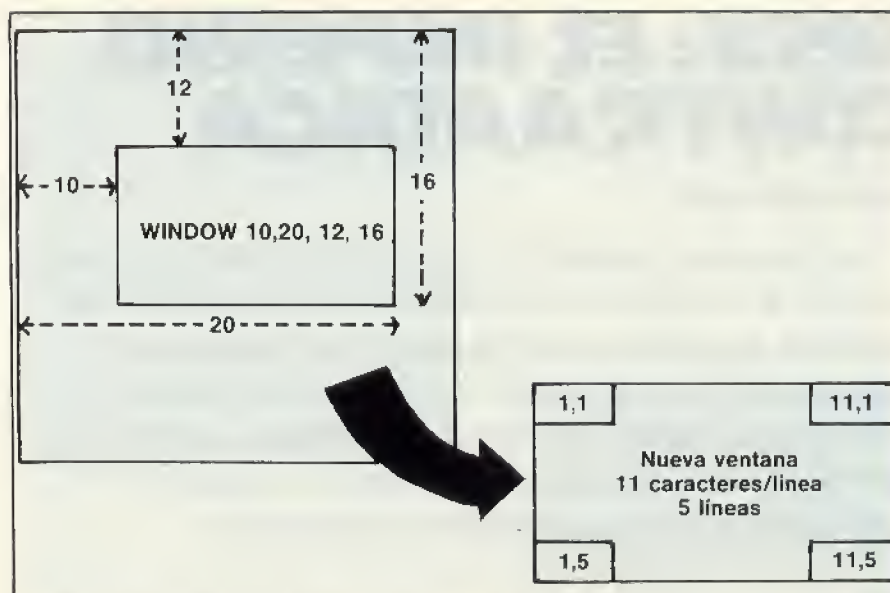 12
10
16
WINDOW 10,20, 12, 16
20
1,1
11,1
Nueva ventana
11 caracteres/linea
5 líneas
1,5
11,5